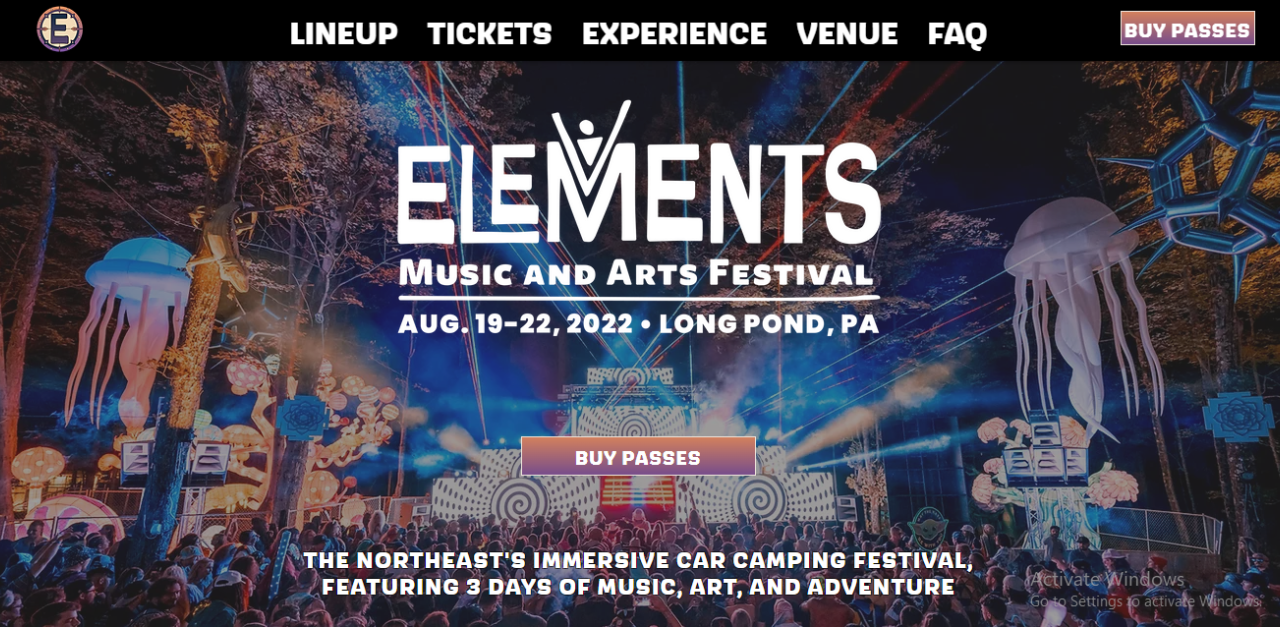 E
LINEUP TICKETS EXPERIENCE VENUE FAQ
BUY PASSES
ELEMENTS
MUSIC AND ARTS FESTIVAL
AUG. 19-22, 2022 • LONG POND, PA
BUY PASSES
THE NORTHEAST'S IMMERSIVE CAR CAMPING FESTIVAL,
FEATURING 3 DAYS OF MUSIC, ART, AND ADVENTURE
Activate Windows
Go to Settings to activate Windows.